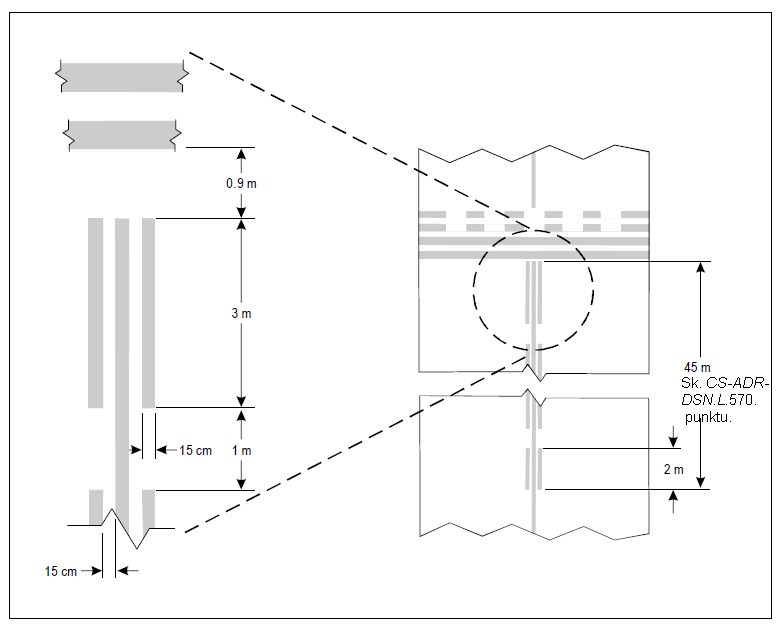 0.9 m
3 m
15 cm
1 m
15 cm
45 m
Sk. CS-ADR-
DSN.L.570.
punktu.
2 m